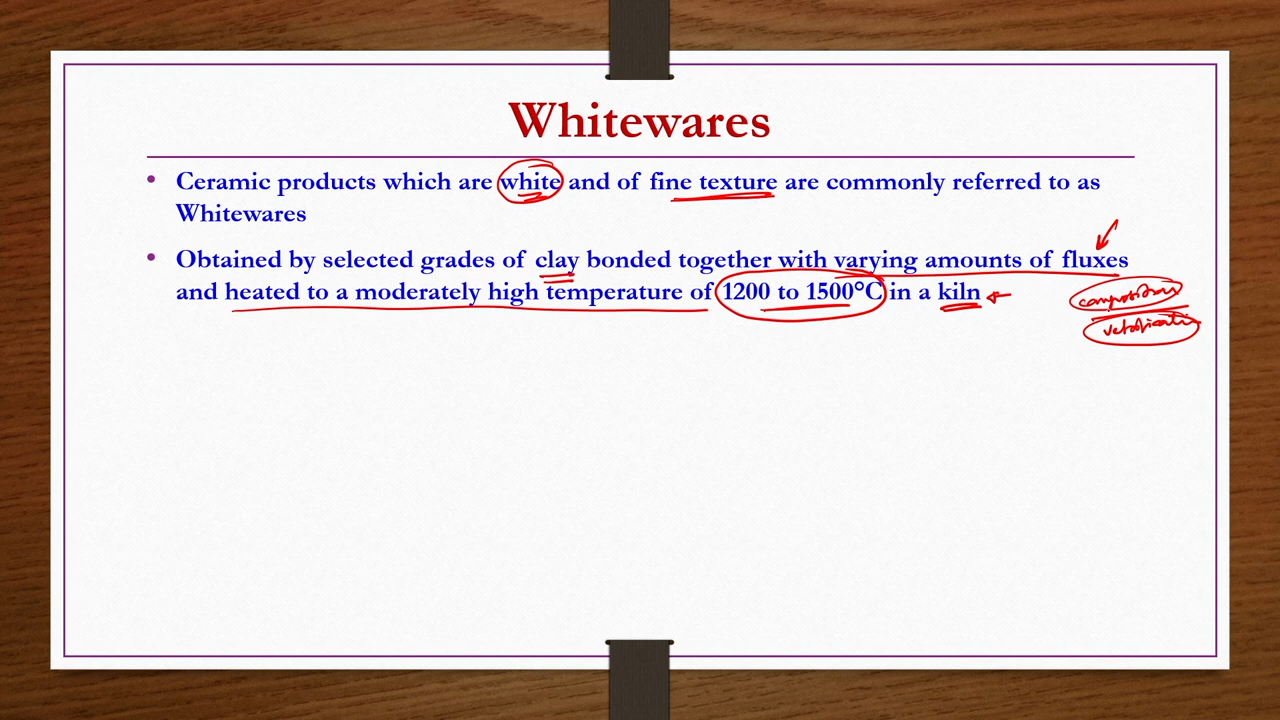 Whitewares
• Ceramic products which are white and of fine texture are commonly referred to as
Whitewares
• Obtained by selected grades of clay bonded together with varying amounts of fluxes
and heated to a moderately high temperature of 1200 to 1500°C in a kiln